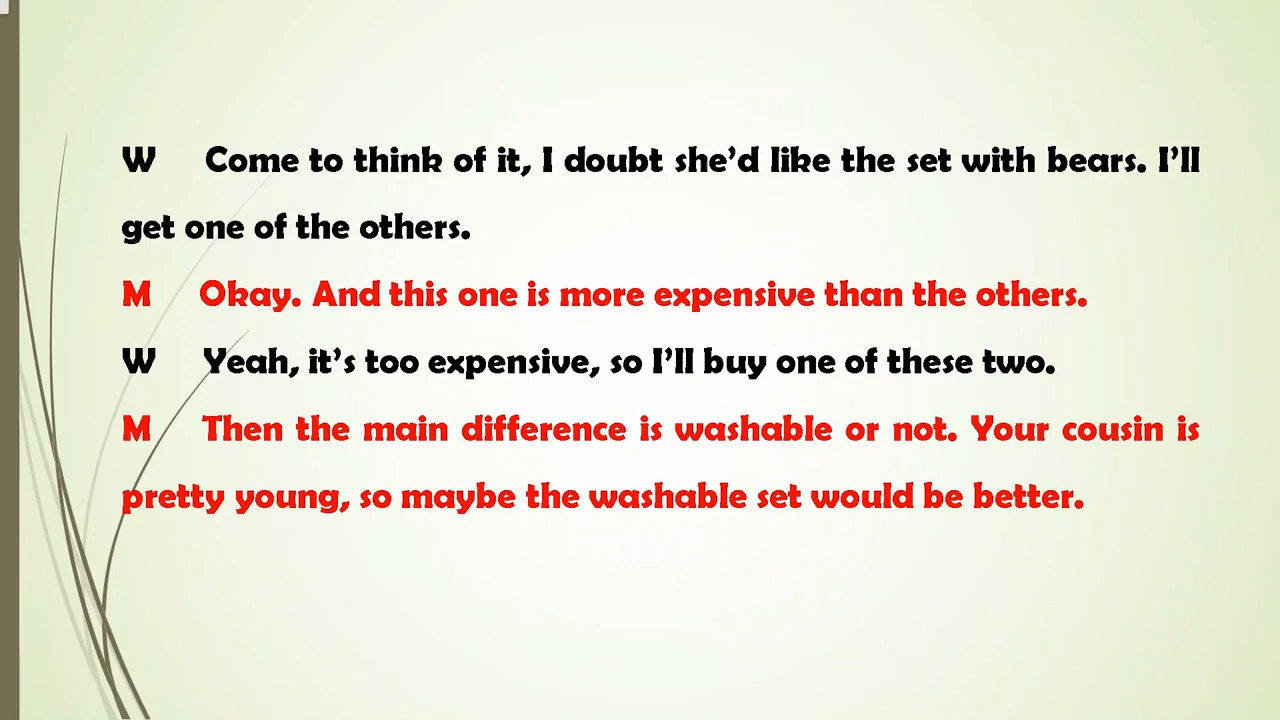 W Come to think of it, I doubt she’d like the set with bears. I’ll
get one of the others.
M Okay. And this one is more expensive than the others.
W Yeah, it’s too expensive, so I’ll buy one of these two.
M Then the main difference is washable or not. Your cousin is
pretty young, so maybe the washable set would be better.